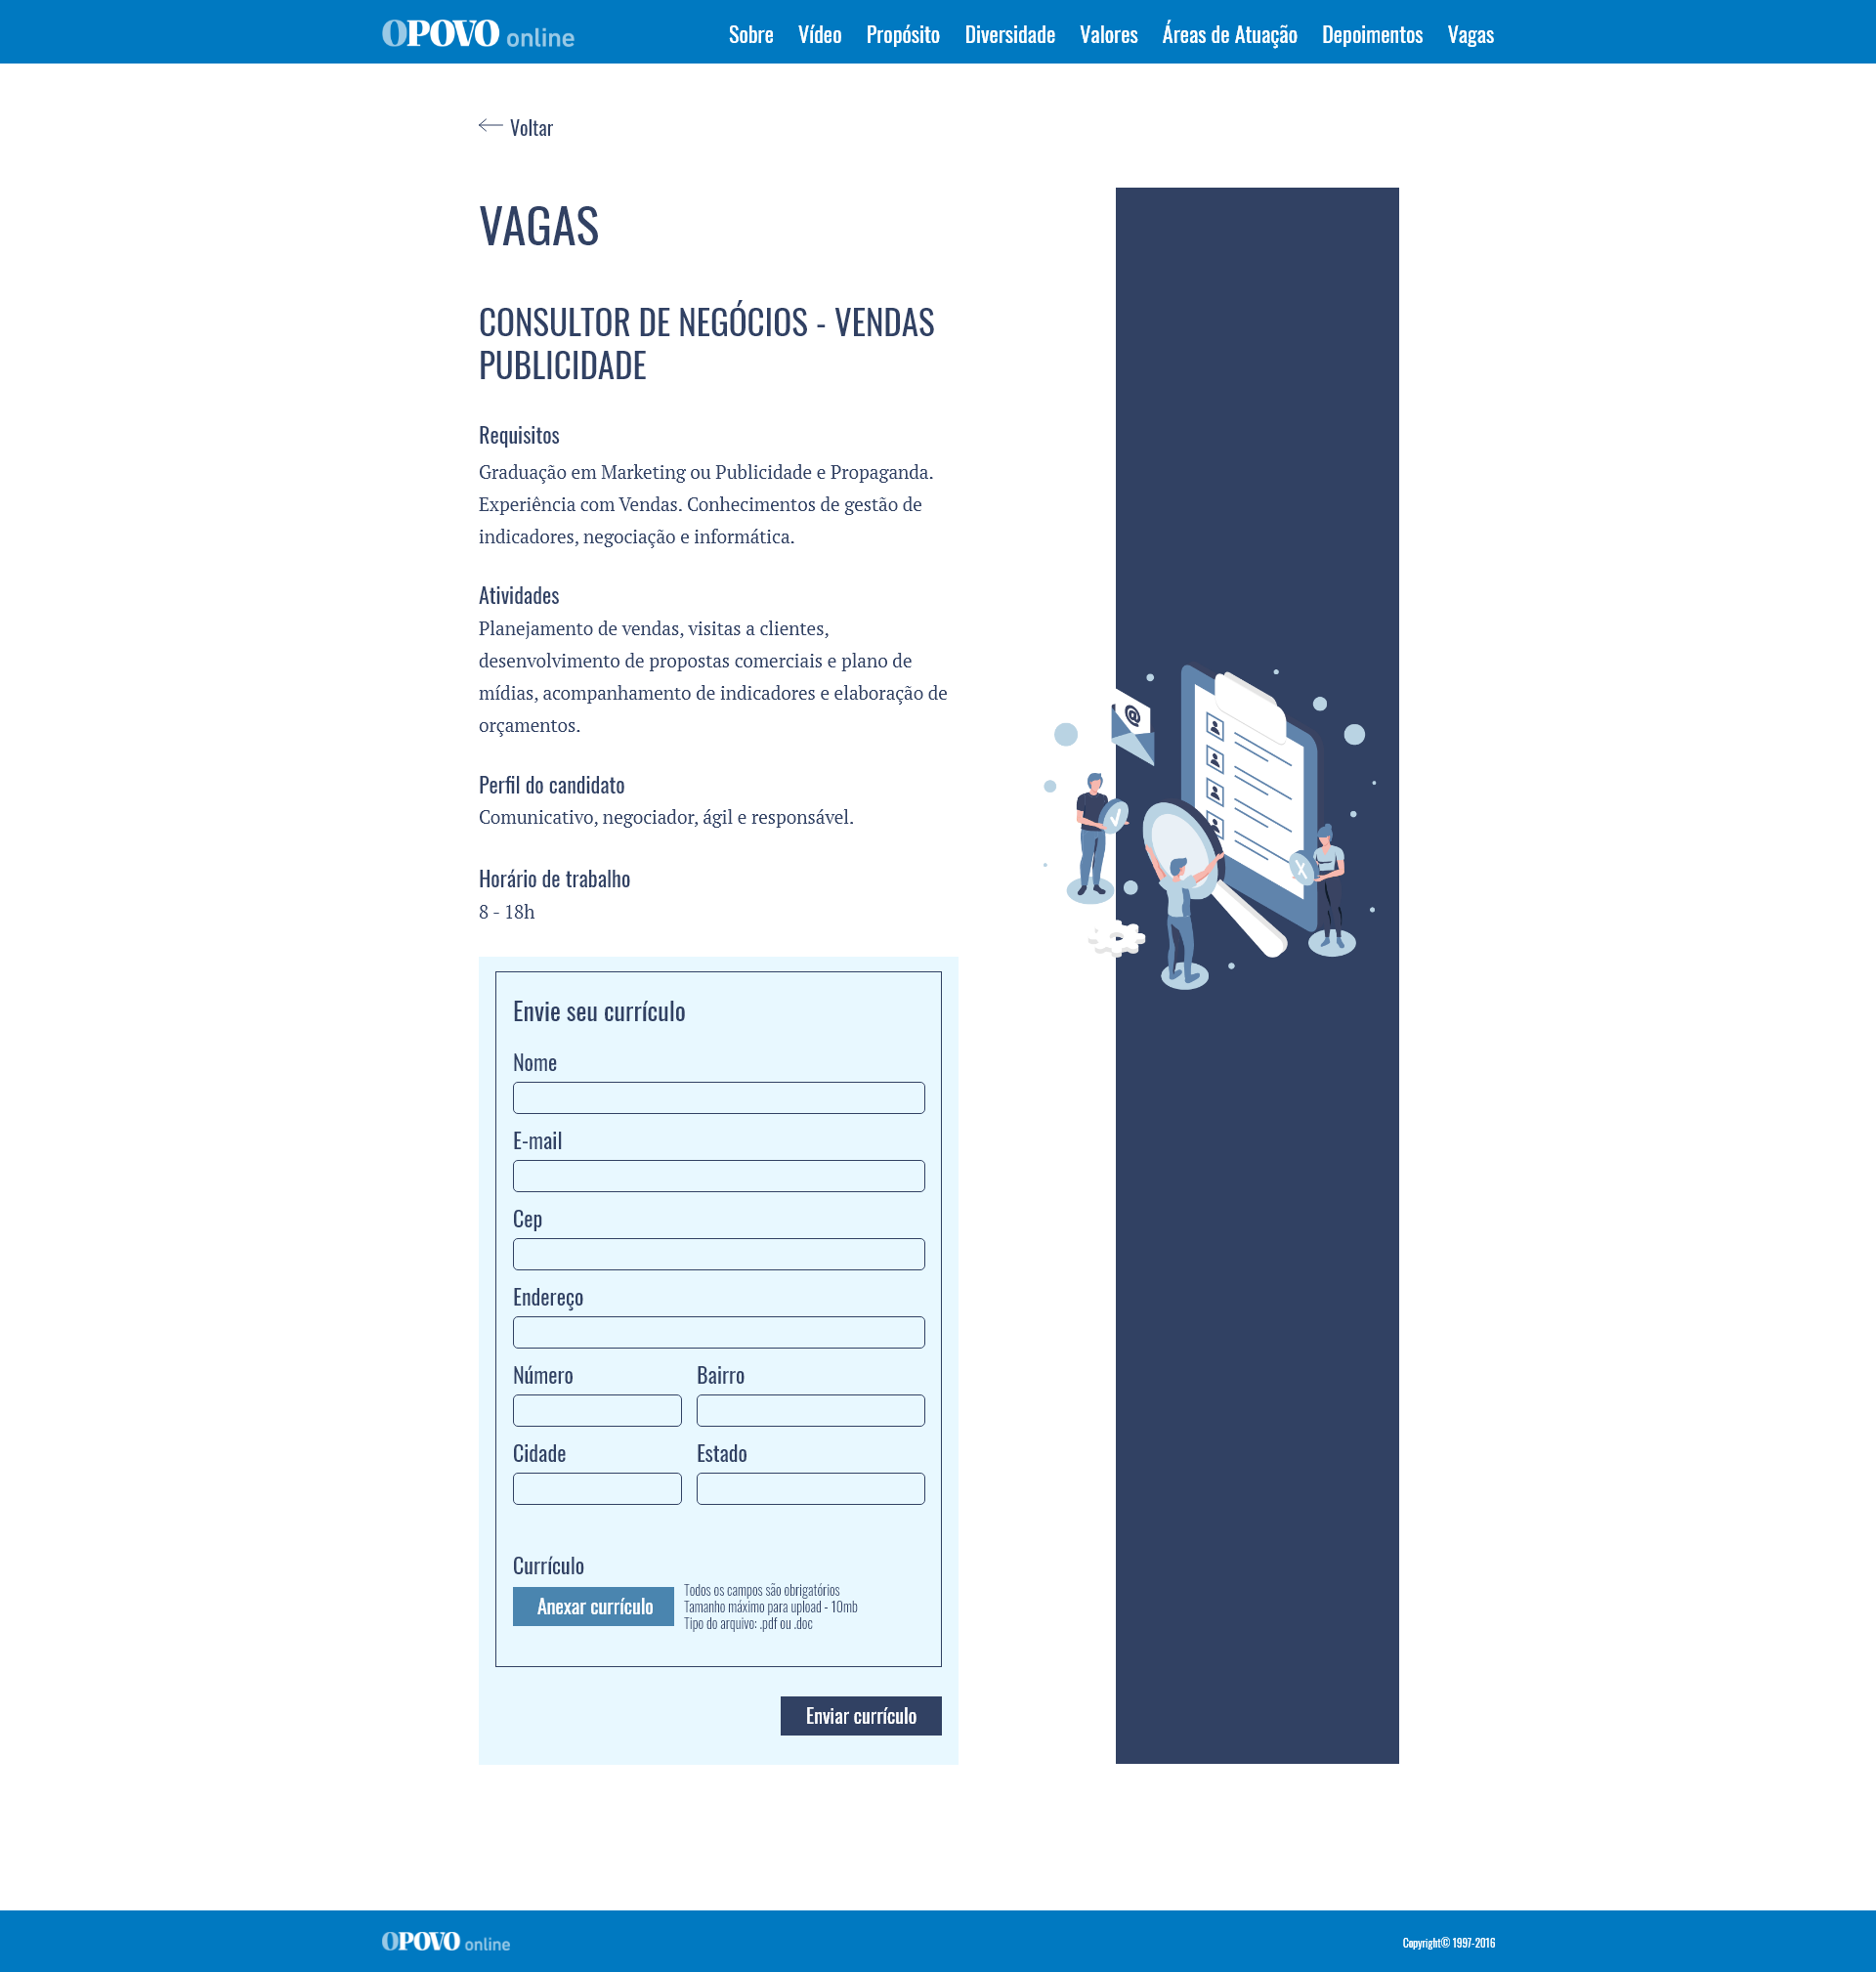 OPOVO online
Sobre Vídeo Propósito Diversidade Valores Áreas de Atuação Depoimentos Vagas
Voltar
VAGAS
CONSULTOR DE NEGÓCIOS - VENDAS
PUBLICIDADE
Requisitos
Graduação em Marketing ou Publicidade e Propaganda.
Experiência com Vendas. Conhecimentos de gestão de
indicadores, negociação e informática.
Atividades
Planejamento de vendas, visitas a clientes,
desenvolvimento de propostas comerciais e plano de
mídias, acompanhamento de indicadores e elaboração de
orçamentos.
Perfil do candidato
Comunicativo, negociador, ágil e responsável.
Horário de trabalho
8 - 18h
@
Envie seu currículo
Nome
E-mail
Cep
Endereço
Número Bairro
Cidade Estado
Currículo
Anexar currículo
Todos os campos são obrigatórios
Tamanho máximo para upload - 10mb
Tipo do arquivo: .pdf ou .doc
Enviar currículo
OPOVO online
Copyright© 1997-2016